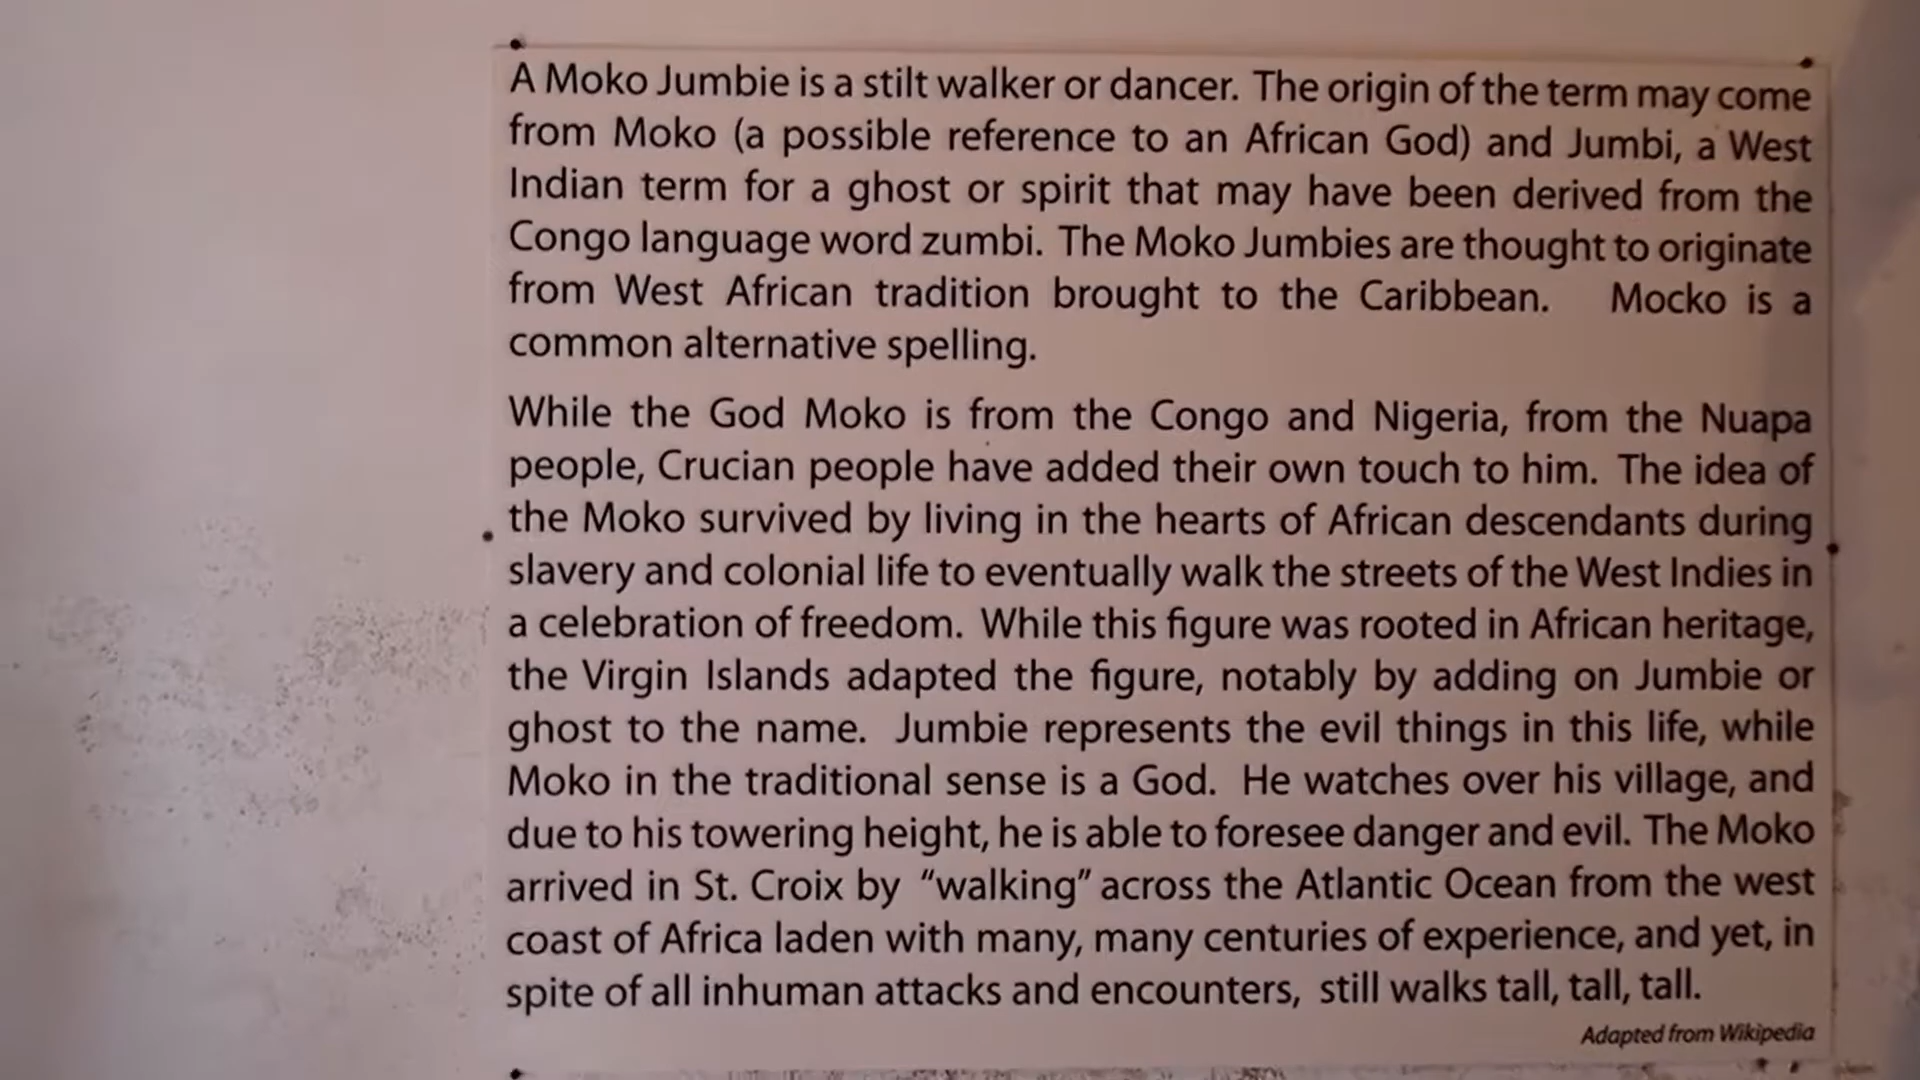 A Moko Jumbie is a stilt walker or dancer. The origin of the term may come
from Moko (a possible reference to an African God) and Jumbi, a West
Indian term for a ghost or spirit that may have been derived from the
Congo language word zumbi. The Moko Jumbies are thought to originate
from West African tradition brought to the Caribbean. Mocko is a
common alternative spelling.
While the God Moko is from the Congo and Nigeria, from the Nuapa
people, Crucian people have added their own touch to him. The idea of
the Moko survived by living in the hearts of African descendants during
slavery and colonial life to eventually walk the streets of the West Indies in
a celebration of freedom. While this figure was rooted in African heritage,
the Virgin Islands adapted the figure, notably by adding on Jumbie or
ghost to the name. Jumbie represents the evil things in this life, while
Moko in the traditional sense is a God. He watches over his village, and
due to his towering height, he is able to foresee danger and evil. The Moko
arrived in St. Croix by “walking” across the Atlantic Ocean from the west
coast of Africa laden with many, many centuries of experience, and yet, in
spite of all inhuman attacks and encounters, still walks tall, tall, tall.
Adapted from Wikipedia